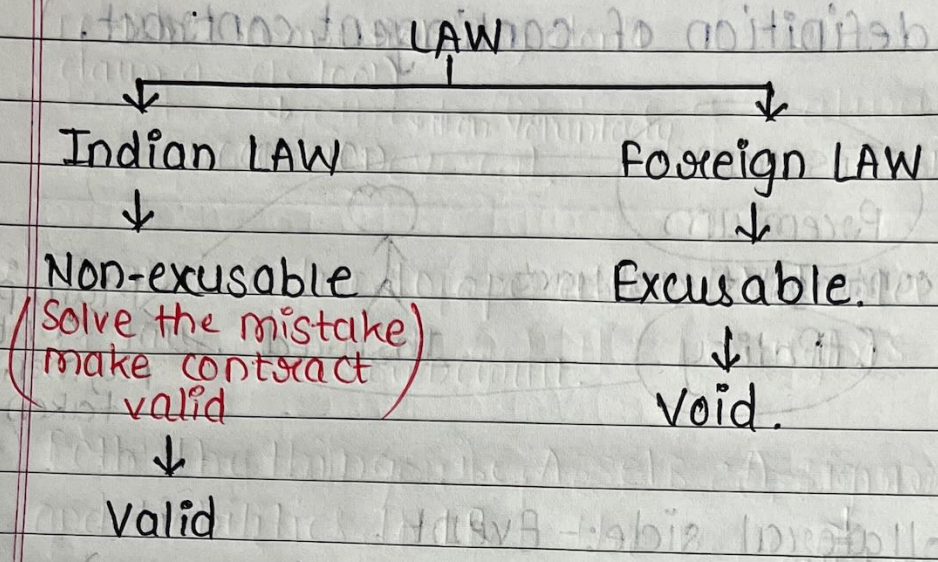 LAW
Indian LAW Foreign LAW
Non-exusable Excusable.
(Solve the mistake
make contract
valid)
Void.
Valid